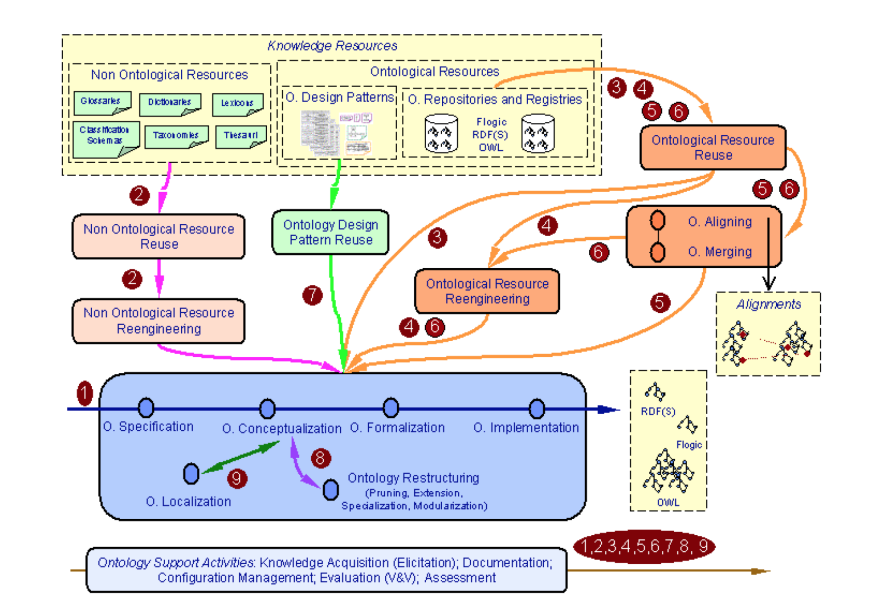 Knowledge Resources
Non Ontological Resources
Glossaries
Dictionaries
Lexicons
Classification
Schemas
Taxonomies
Thesauri
Ontological Resources
O. Design Patterns
O. Repositories and Registries
Flogic
RDF(S)
OWL
3
4
5
6
Ontological Resource
Reuse
5
6
2
Non Ontological Resource
Reuse
Ontology Design
Pattern Reuse
3
4
O. Aligning
O. Merging
6
2
7
Ontological Resource
Reengineering
5
Alignments
Non Ontological Resource
Reengineering
4
6
1
O. Specification
O. Conceptualization
O. Formalization
O. Implementation
9
8
O. Localization
Ontology Restructuring
(Pruning, Extension,
Specialization, Modularization)
RDF(S)
Flogic
OWL
1,2,3,4,5,6,7,8, 9
Ontology Support Activities: Knowledge Acquisition (Elicitation); Documentation;
Configuration Management; Evaluation (V&V); Assessment